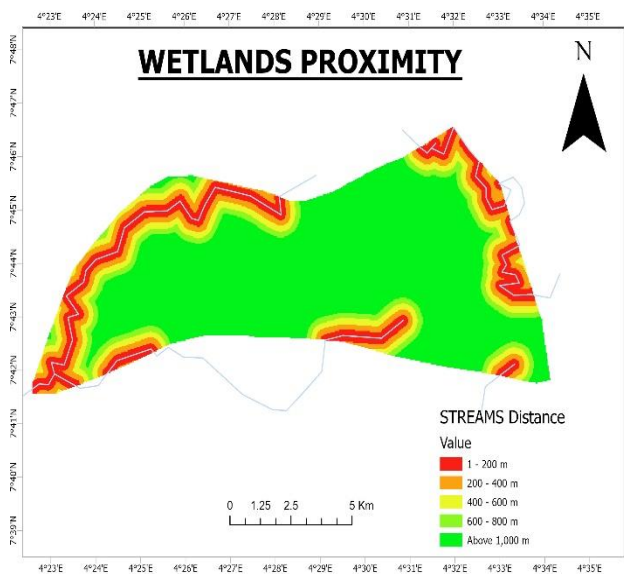 4°23'E 4°24'E 4°25'E 4°26'E 4°27'E 4°28'E 4°29'E 4°30'E 4°31'E 4°32'E 4°33'E 4°34'E 4°35'E
WETLANDS PROXIMITY
N
7°48'N
7°47'N
7°46'N
7°45'N
7°44'N
7°43'N
7°42'N
7°41'N
7°40'N
7°39'N
STREAMS Distance
Value
1 - 200 m
200 - 400 m
400 - 600 m
600 - 800 m
Above 1,000 m
0 1.25 2.5 5 Km
4°23'E 4°24'E 4°25'E 4°26'E 4°27'E 4°28'E 4°29'E 4°30'E 4°31'E 4°32'E 4°33'E 4°34'E 4°35'E